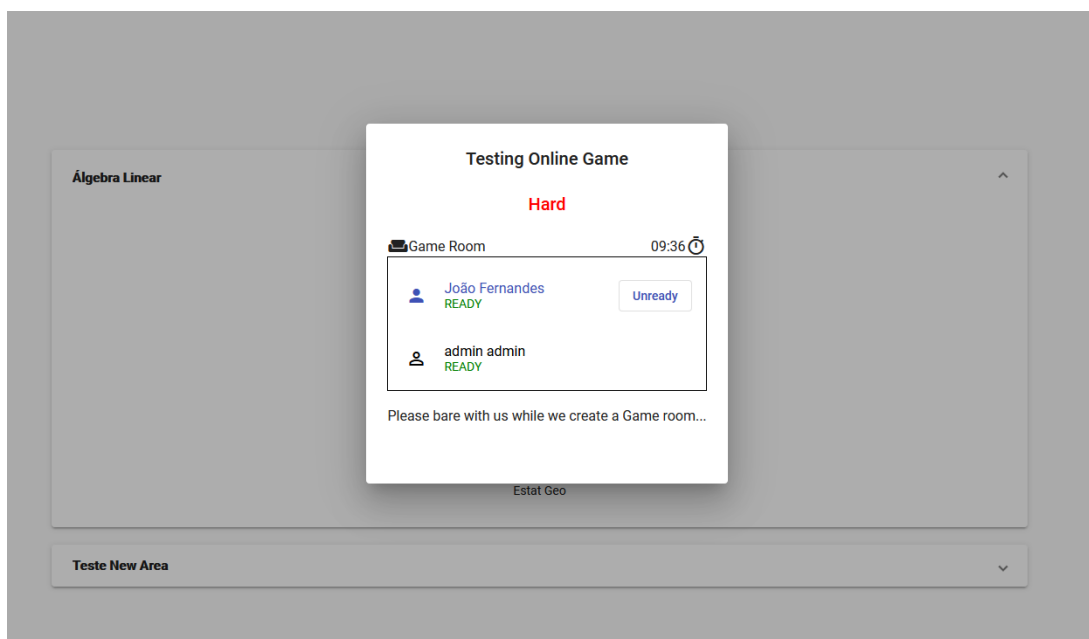 Testing Online Game
Hard
Álgebra Linear
Game Room 09:36
João Fernandes
READY
Unready
admin admin
READY
Please bare with us while we create a Game room...
Estat Geo
Teste New Area